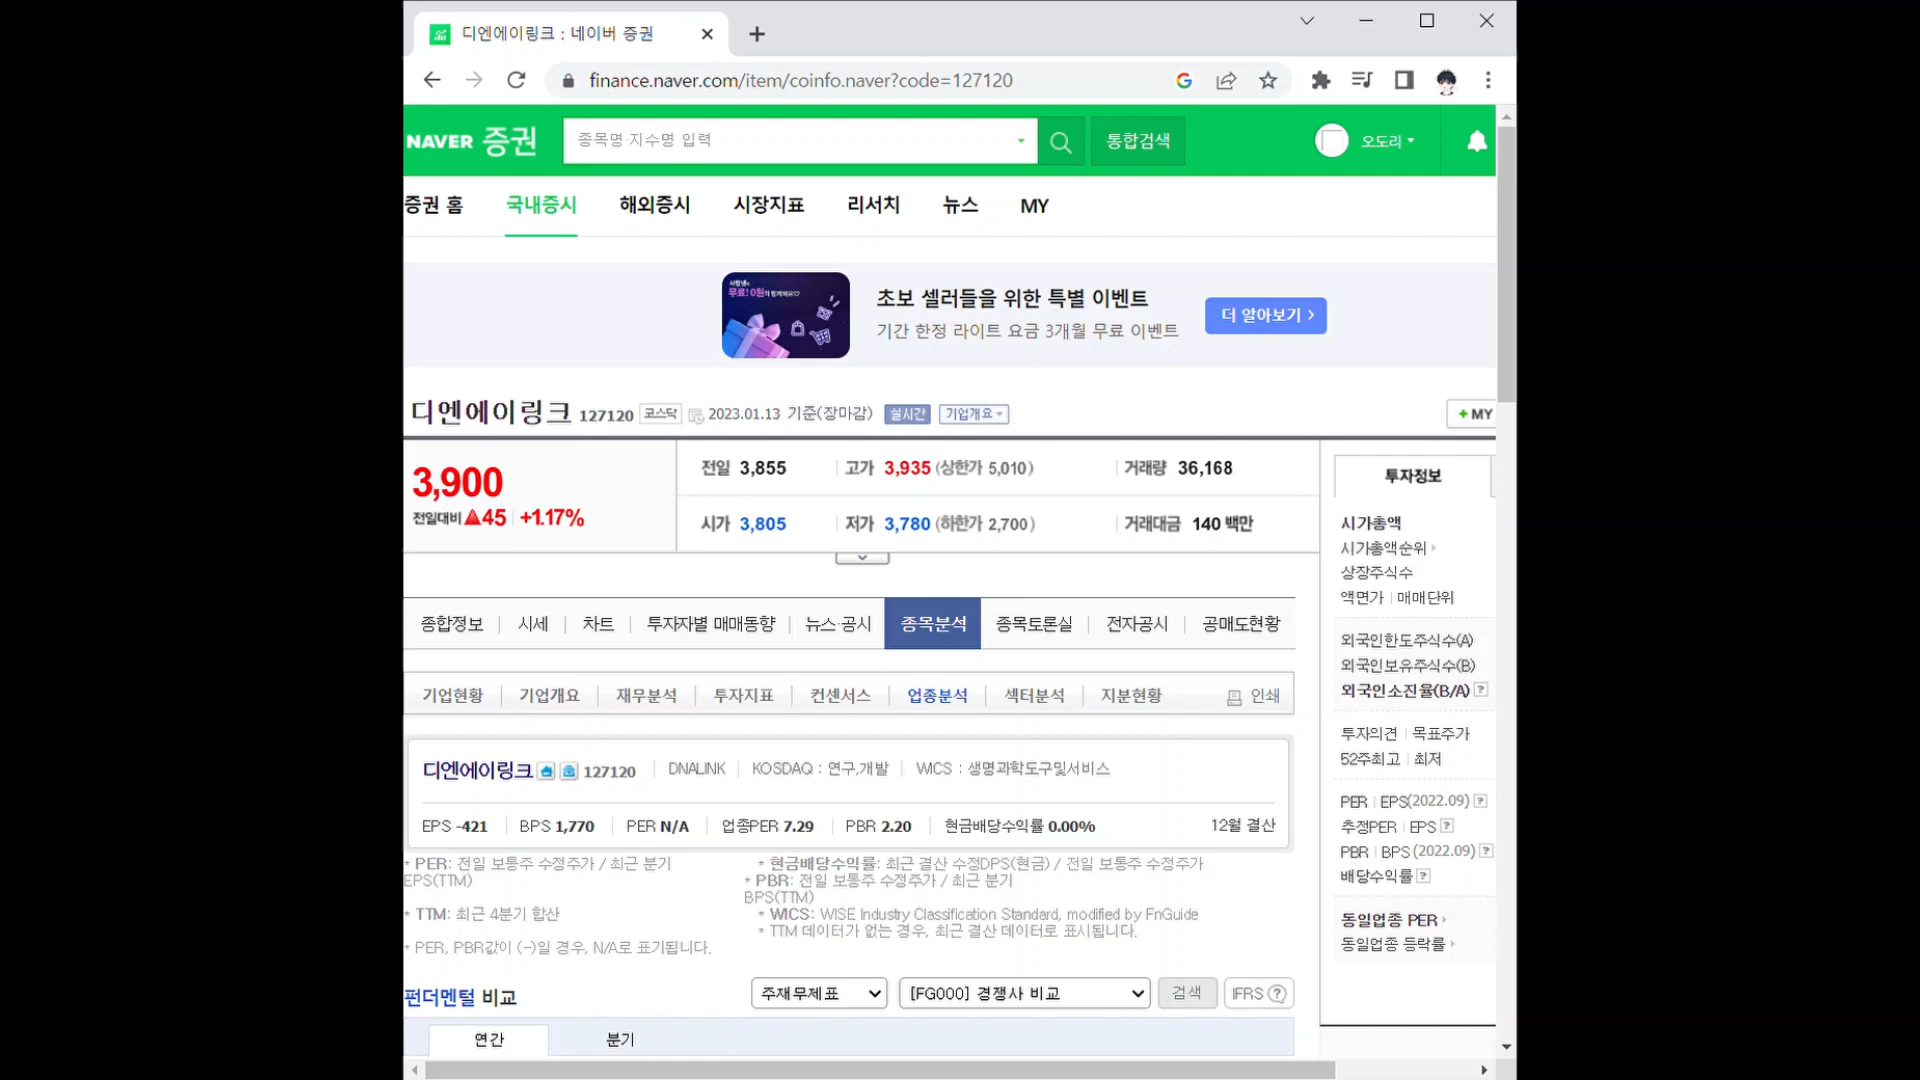 디엔에이링크 : 네이버 증권
finance.naver.com/item/coinfo.naver?code=127120
NAVER 증권
종목명·지수명 입력
통합검색
오도리
증권 홈 국내증시 해외증시 시장지표 리서치 뉴스 MY
초보 셀러들을 위한 특별 이벤트
기간 한정 라이트 요금 3개월 무료 이벤트
더 알아보기
디엔에이링크 127120 코스닥 2023.01.13 기준(장마감) 실시간 기업개요
+ MY
3,900
전일대비 ▲45 +1.17%
전일 3,855 고가 3,935 (상한가 5,010) 거래량 36,168
시가 3,805 저가 3,780 (하한가 2,700) 거래대금 140 백만
투자정보
시가총액
시가총액순위
상장주식수
액면가 매매단위
외국인한도주식수(A)
외국인보유주식수(B)
외국인소진율(B/A) ?
투자의견 목표주가
52주최고 최저
PER EPS(2022.09) ?
추정PER EPS ?
PBR BPS (2022.09) ?
배당수익률 ?
동일업종 PER
동일업종 등락률
종합정보 시세 차트 투자자별 매매동향 뉴스·공시 종목분석 종목토론실 전자공시 공매도현황
기업현황 기업개요 재무분석 투자지표 컨센서스 업종분석 섹터분석 지분현황 인쇄
디엔에이링크 127120 DNALINK KOSDAQ : 연구,개발 WICS : 생명과학도구및서비스
EPS -421 BPS 1,770 PER N/A 업종PER 7.29 PBR 2.20 현금배당수익률 0.00% 12월 결산
* PER: 전일 보통주 수정주가 / 최근 분기
EPS(TTM)
* TTM: 최근 4분기 합산
* PER, PBR값이 (-)일 경우, N/A로 표기됩니다.
* 현금배당수익률: 최근 결산 수정DPS(현금) / 전일 보통주 수정주가
* PBR: 전일 보통주 수정주가 / 최근 분기
BPS(TTM)
* WICS: WISE Industry Classification Standard, modified by FnGuide
* TTM 데이터가 없는 경우, 최근 결산 데이터로 표시됩니다.
펀더멘털 비교
주재무제표
[FG000] 경쟁사 비교
검색
IFRS ?
연간 분기